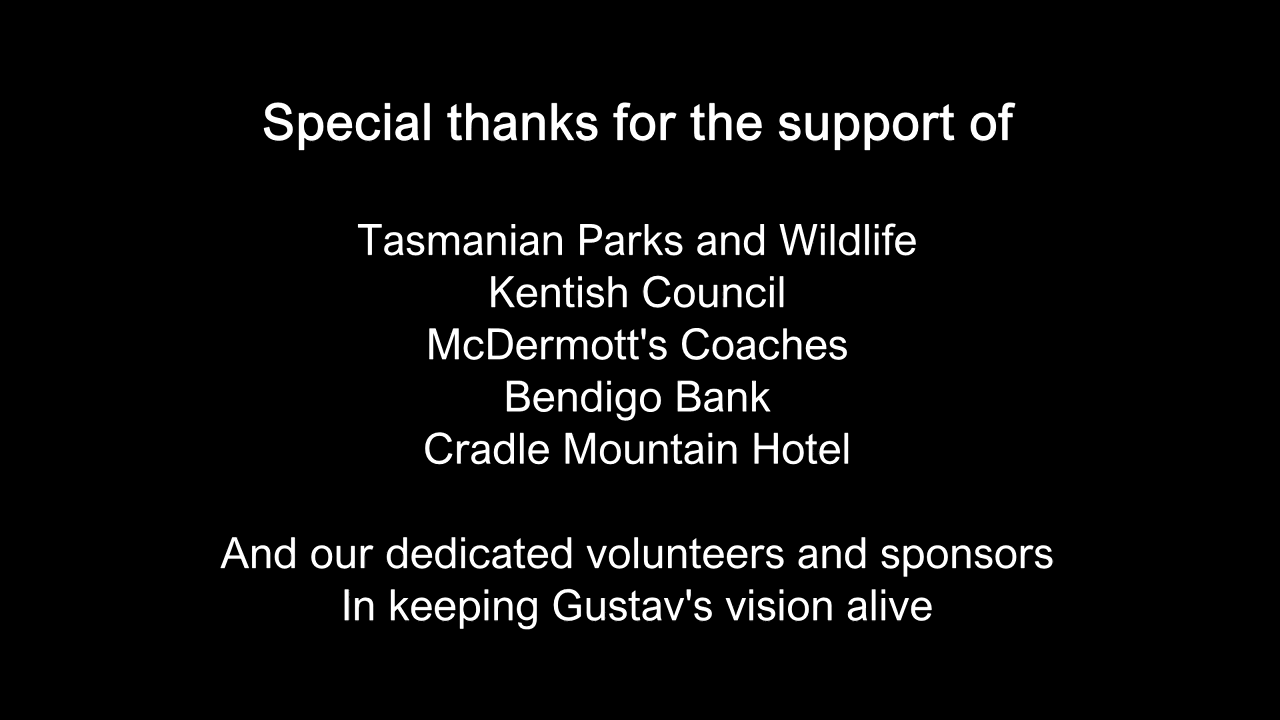 Special thanks for the support of
Tasmanian Parks and Wildlife
Kentish Council
McDermott's Coaches
Bendigo Bank
Cradle Mountain Hotel
And our dedicated volunteers and sponsors
In keeping Gustav's vision alive